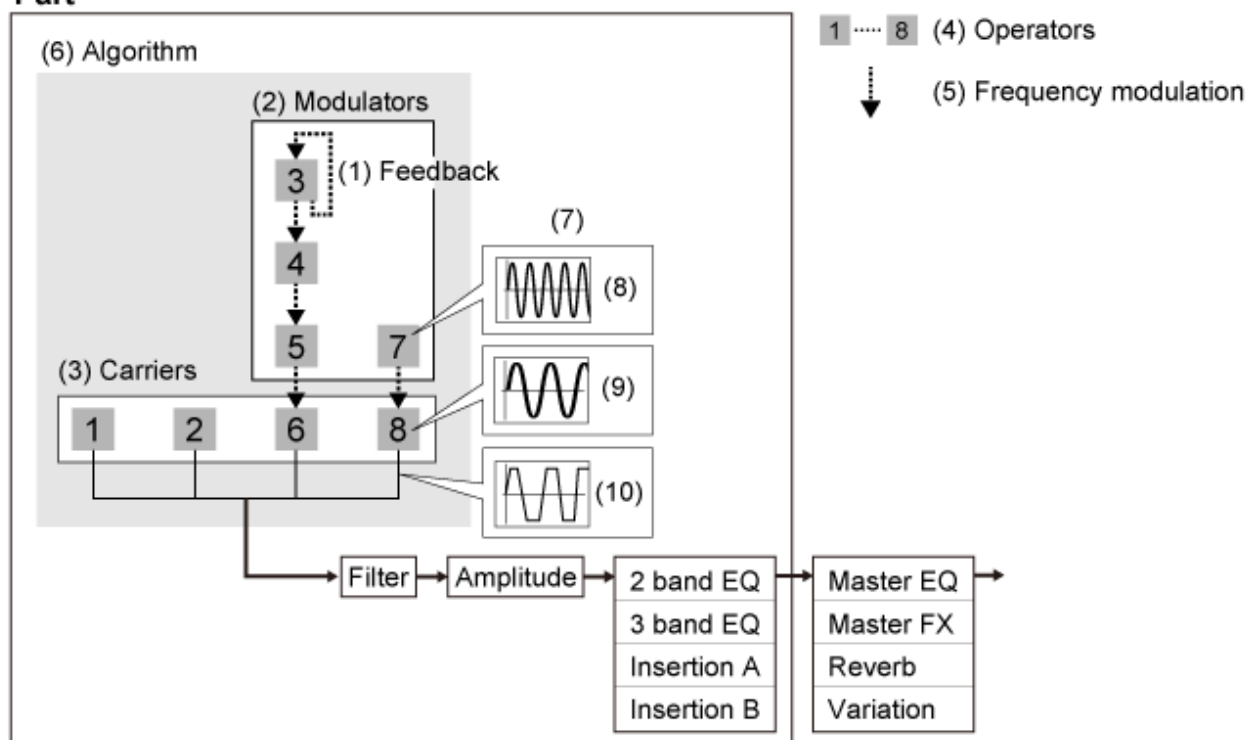 Part
(6) Algorithm
1 8 (4) Operators
(5) Frequency modulation
(2) Modulators
(1) Feedback
3
4
5 7
(7)
(8)
(3) Carriers
(9)
1 2 6 8
(10)
Filter Amplitude
2 band EQ Master EQ
3 band EQ Master FX
Insertion A Reverb
Insertion B Variation